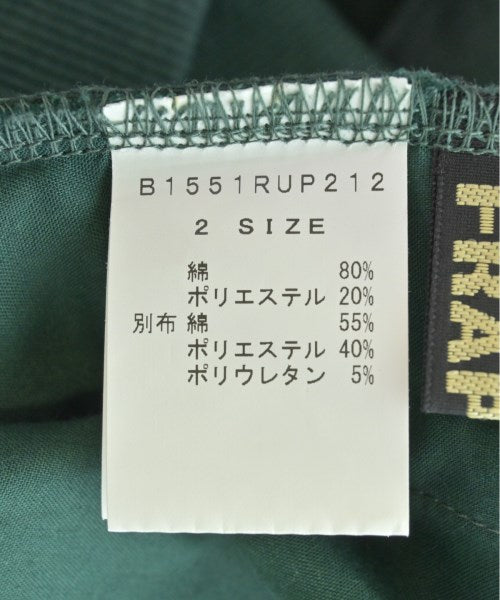 B1551RUP212
2 SIZE
綿 80%
ポリエステル 20%
別布 綿 55%
ポリエステル 40%
ポリウレタン 5%
FRAP